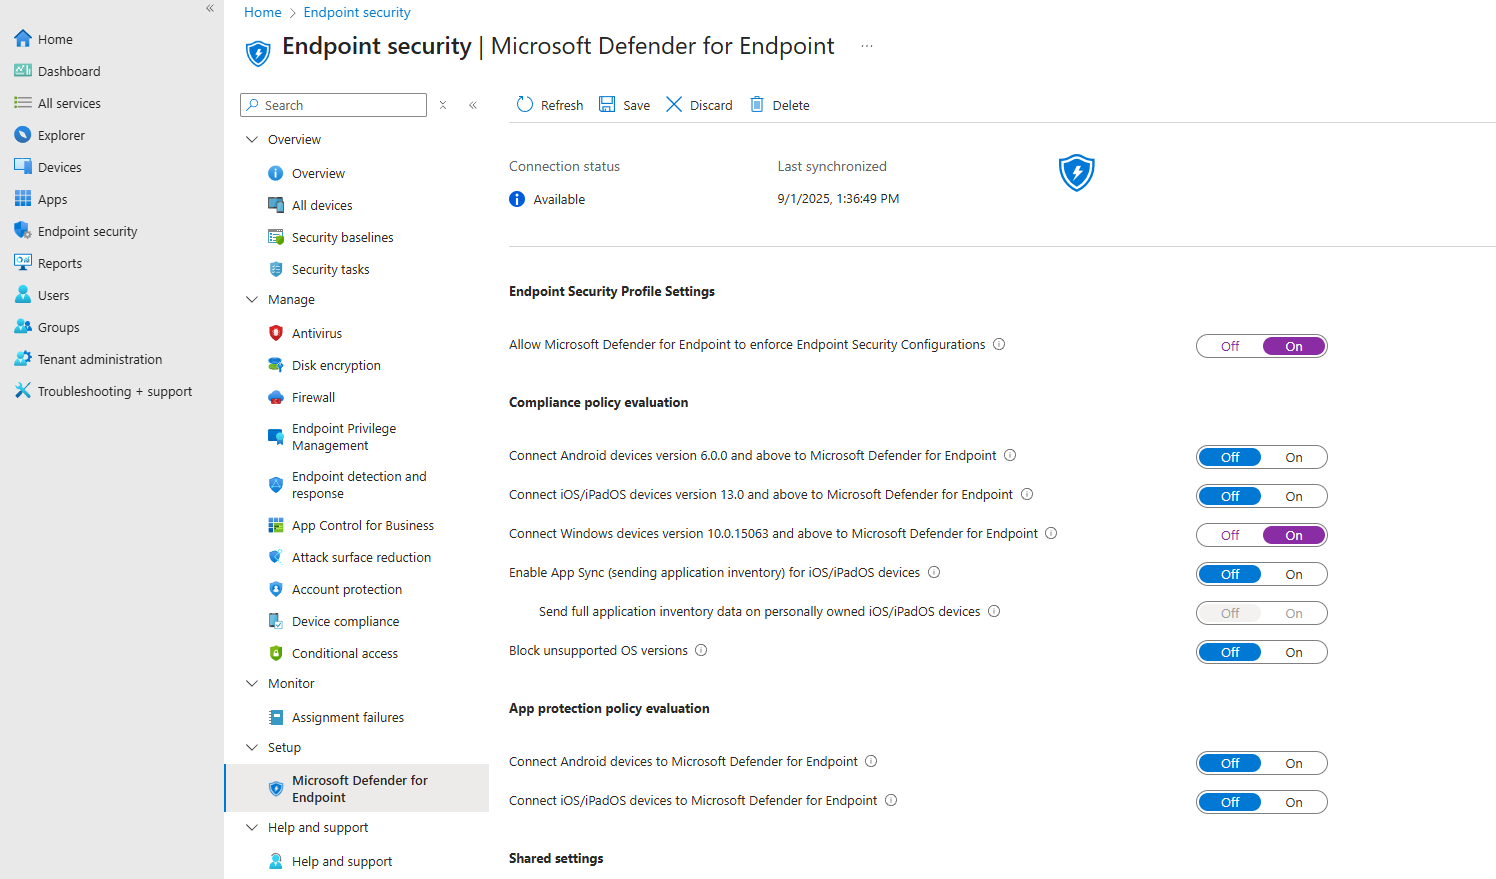 Home
Dashboard
All services
Explorer
Devices
Apps
Endpoint security
Reports
Users
Groups
Tenant administration
Troubleshooting + support
Home > Endpoint security
Endpoint security | Microsoft Defender for Endpoint ...
Search
Overview
Overview
All devices
Security baselines
Security tasks
Manage
Antivirus
Disk encryption
Firewall
Endpoint Privilege
Management
Endpoint detection and
response
App Control for Business
Attack surface reduction
Account protection
Device compliance
Conditional access
Monitor
Assignment failures
Setup
Microsoft Defender for
Endpoint
Help and support
Help and support
Refresh Save Discard Delete
Connection status Last synchronized
Available 9/1/2025, 1:36:49 PM
Endpoint Security Profile Settings
Allow Microsoft Defender for Endpoint to enforce Endpoint Security Configurations Off On
Compliance policy evaluation
Connect Android devices version 6.0.0 and above to Microsoft Defender for Endpoint Off On
Connect iOS/iPadOS devices version 13.0 and above to Microsoft Defender for Endpoint Off On
Connect Windows devices version 10.0.15063 and above to Microsoft Defender for Endpoint Off On
Enable App Sync (sending application inventory) for iOS/iPadOS devices Off On
Send full application inventory data on personally owned iOS/iPadOS devices Off On
Block unsupported OS versions Off On
App protection policy evaluation
Connect Android devices to Microsoft Defender for Endpoint Off On
Connect iOS/iPadOS devices to Microsoft Defender for Endpoint Off On
Shared settings